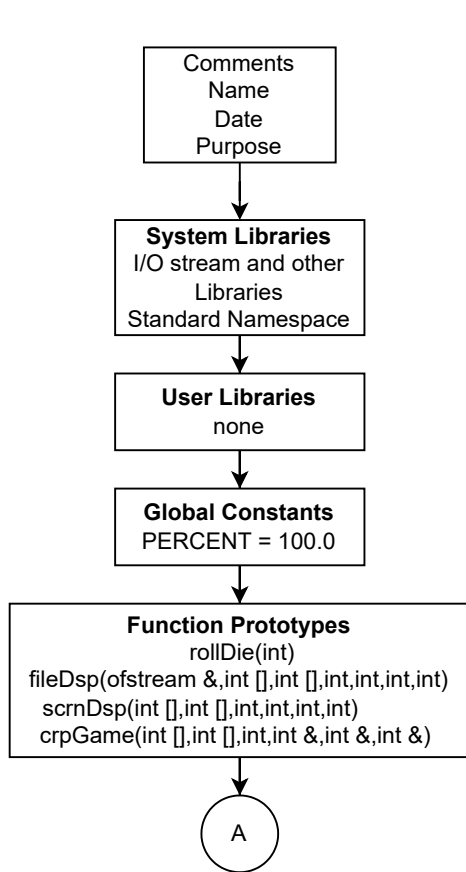 Comments
Name
Date
Purpose
System Libraries
I/O stream and other
Libraries
Standard Namespace
User Libraries
none
Global Constants
PERCENT = 100.0
Function Prototypes
rollDie(int)
fileDsp(ofstream &,int [],int [],int,int,int,int)
scrnDsp(int [],int [],int,int,int,int)
crpGame(int [],int [],int,int &,int &,int &)
A